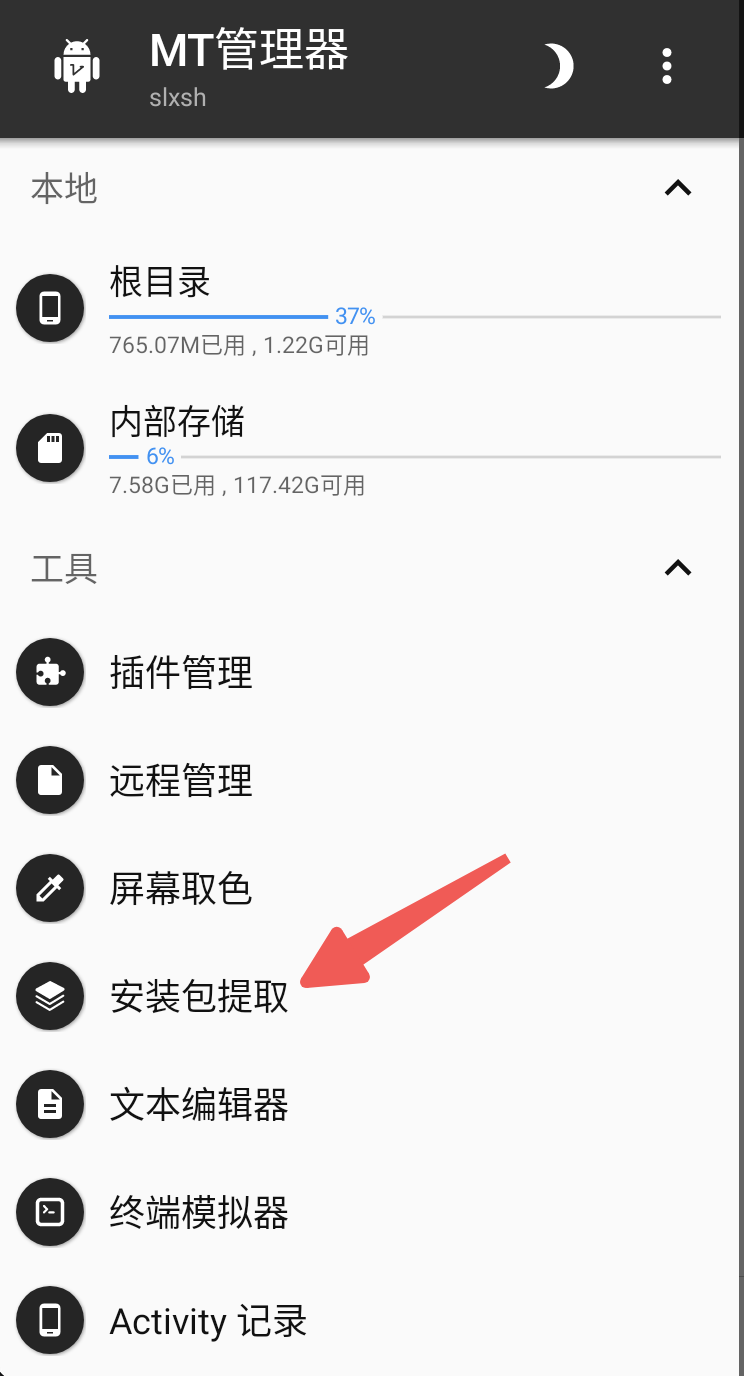 MT管理器
slxsh
本地
根目录
37%
765.07M已用 , 1.22G可用
内部存储
6%
7.58G已用 , 117.42G可用
工具
插件管理
远程管理
屏幕取色
安装包提取
文本编辑器
终端模拟器
Activity 记录